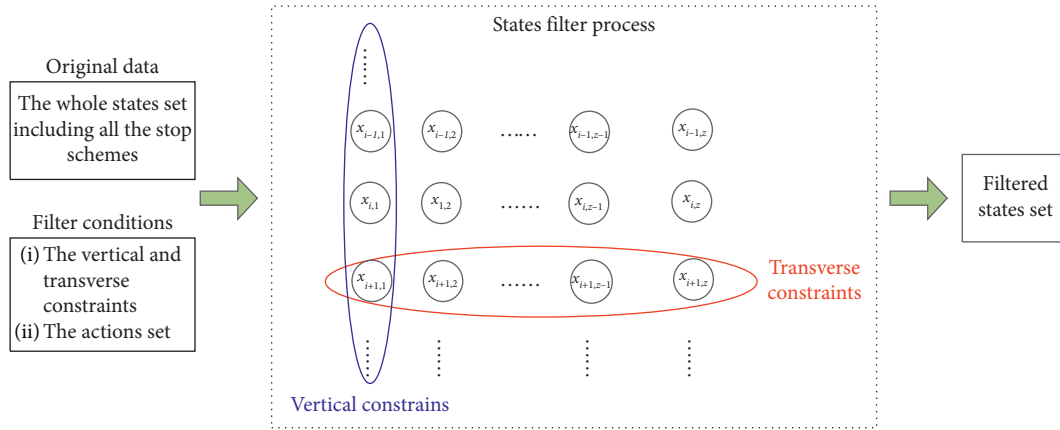 States filter process
Original data
The whole states set
including all the stop
schemes
Filter conditions
(i) The vertical and
transverse
constraints
(ii) The actions set
⋮
x_{i–1,1} x_{i–1,2} ...... x_{i–1,z–1} x_{i–1,z}
x_{i,1} x_{1,2} ...... x_{i,z–1} x_{i,z}
x_{i+1,1} x_{i+1,2} ...... x_{i+1,z–1} x_{i+1,z}
⋮ ⋮ ⋮ ⋮
Transverse
constraints
Vertical constrains
Filtered
states set